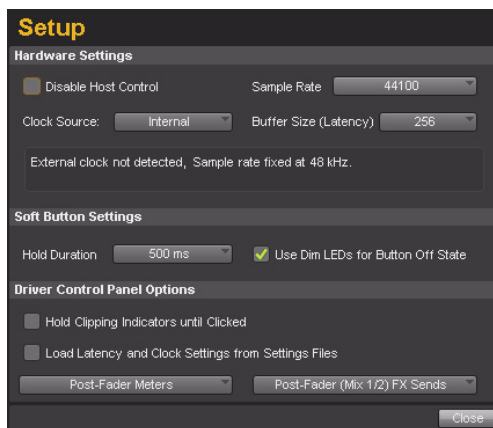 Setup
Hardware Settings
Disable Host Control
Sample Rate 44100
Clock Source: Internal
Buffer Size (Latency) 256
External clock not detected, Sample rate fixed at 48 kHz.
Soft Button Settings
Hold Duration 500 ms
Use Dim LEDs for Button Off State
Driver Control Panel Options
Hold Clipping Indicators until Clicked
Load Latency and Clock Settings from Settings Files
Post-Fader Meters
Post-Fader (Mix 1/2) FX Sends
Close